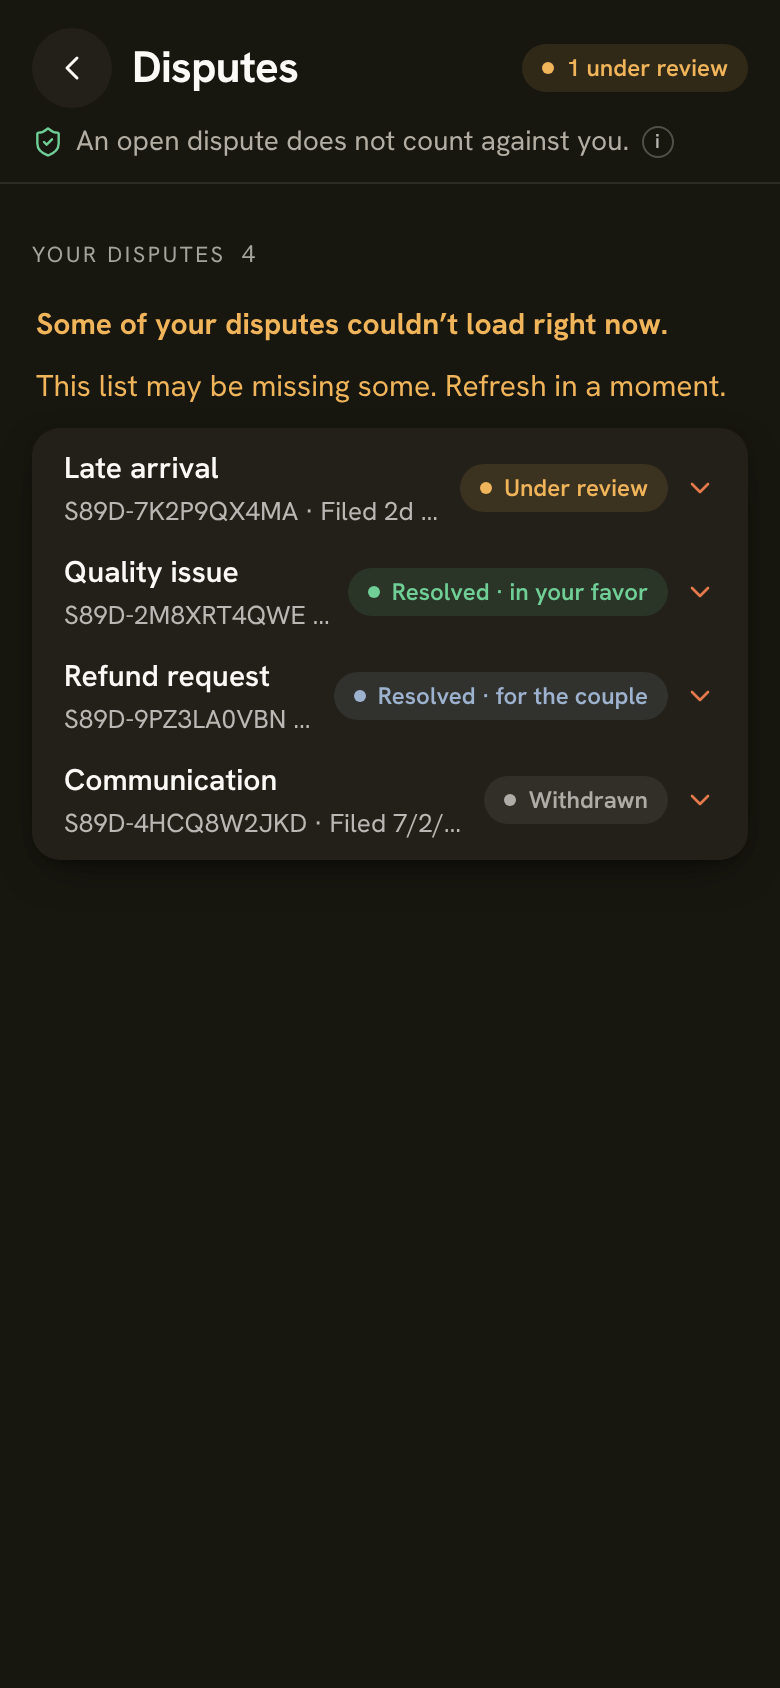 Disputes
1 under review
An open dispute does not count against you.
i
YOUR DISPUTES 4
Some of your disputes couldn’t load right now.
This list may be missing some. Refresh in a moment.
Late arrival
S89D-7K2P9QX4MA · Filed 2d ...
Under review
Quality issue
S89D-2M8XRT4QWE ...
Resolved · in your favor
Refund request
S89D-9PZ3LA0VBN ...
Resolved · for the couple
Communication
S89D-4HCQ8W2JKD · Filed 7/2/...
Withdrawn